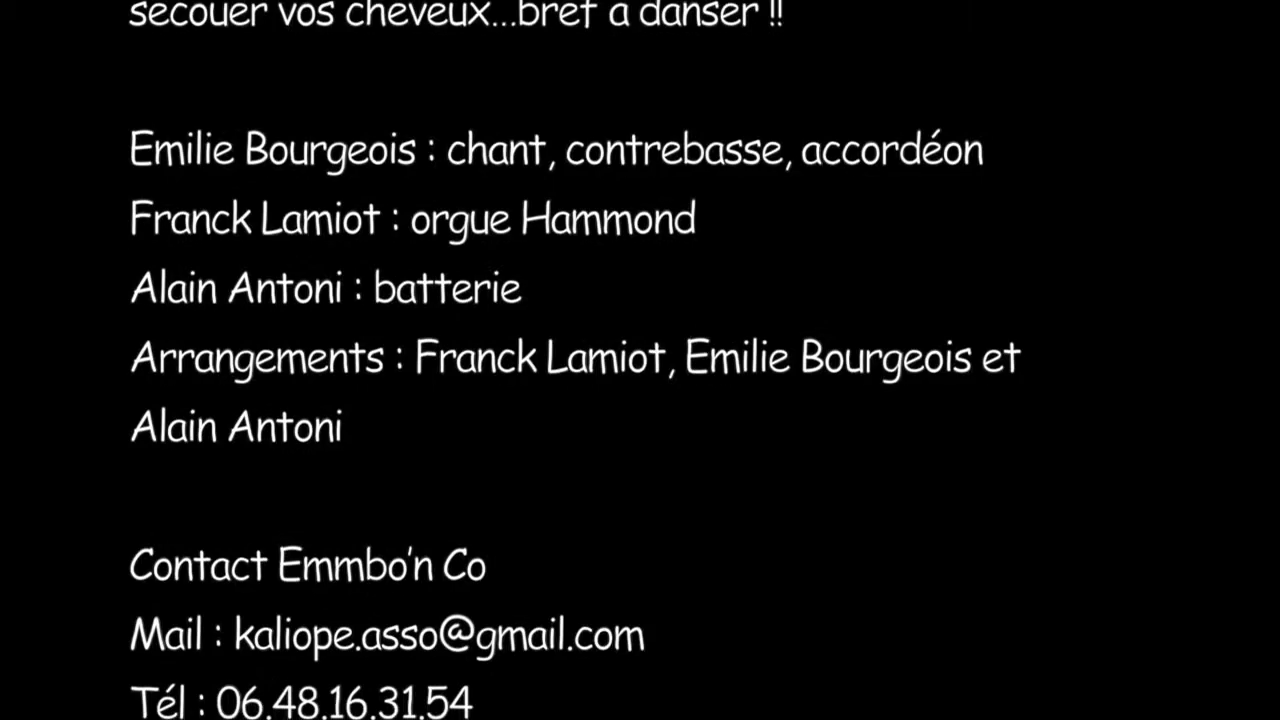 secouer vos cheveux...bref à danser !!
Emilie Bourgeois : chant, contrebasse, accordéon
Franck Lamiot : orgue Hammond
Alain Antoni : batterie
Arrangements : Franck Lamiot, Emilie Bourgeois et
Alain Antoni
Contact Emmbo'n Co
Mail : kaliope.asso@gmail.com
Tél : 06.48.16.31.54